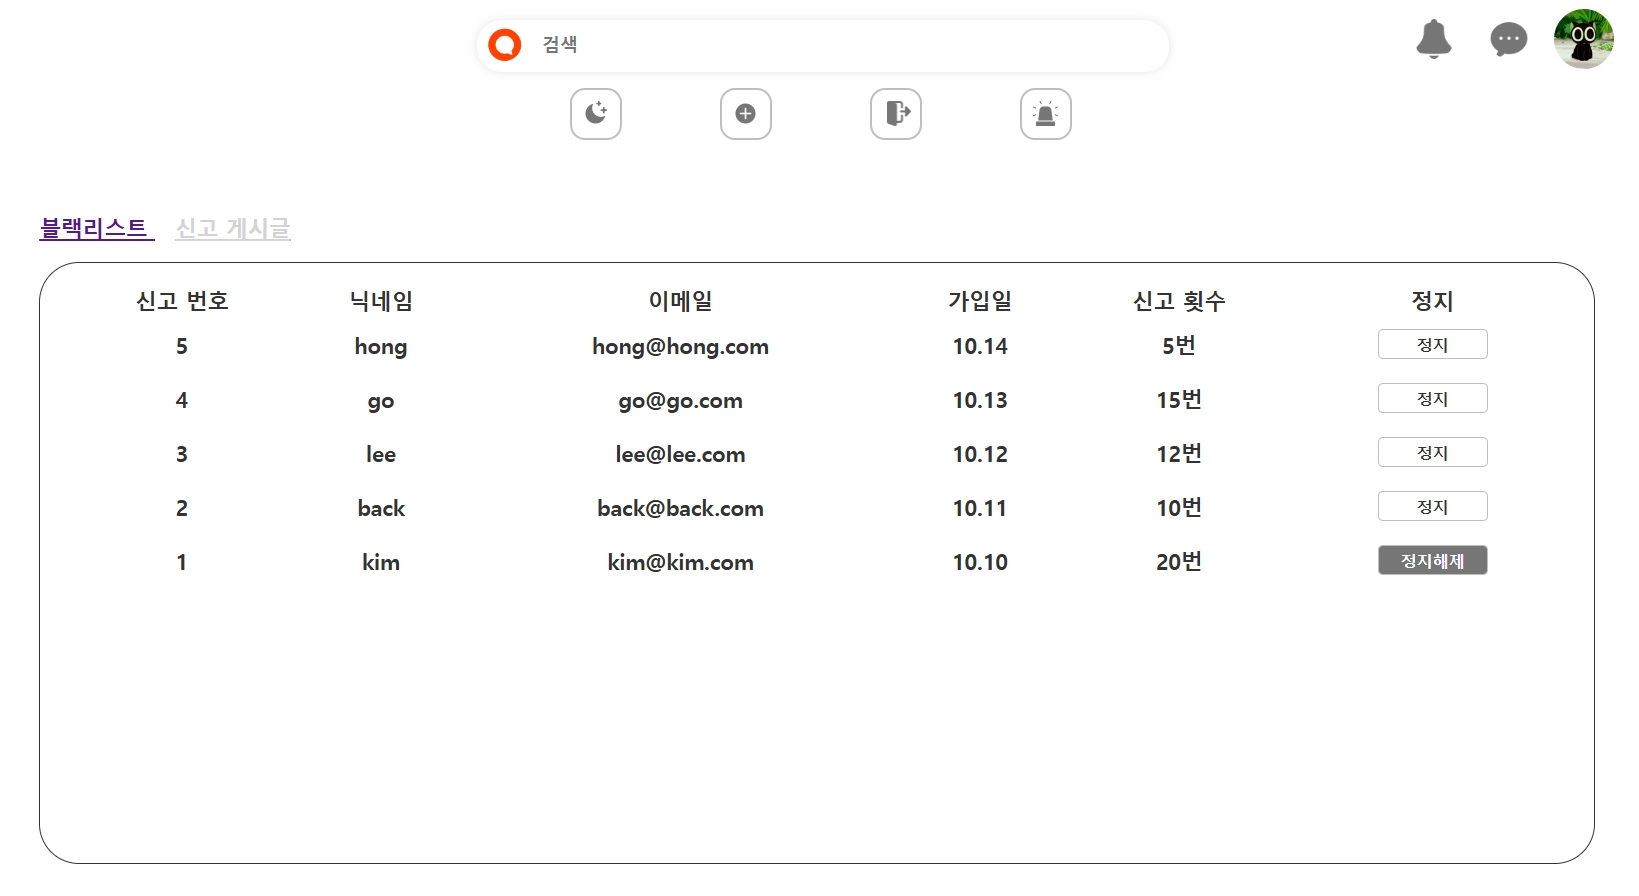 검색
블랙리스트 신고 게시글
신고 번호 닉네임 이메일 가입일 신고 횟수 정지
5 hong hong@hong.com 10.14 5번 정지
4 go go@go.com 10.13 15번 정지
3 lee lee@lee.com 10.12 12번 정지
2 back back@back.com 10.11 10번 정지
1 kim kim@kim.com 10.10 20번 정지해제